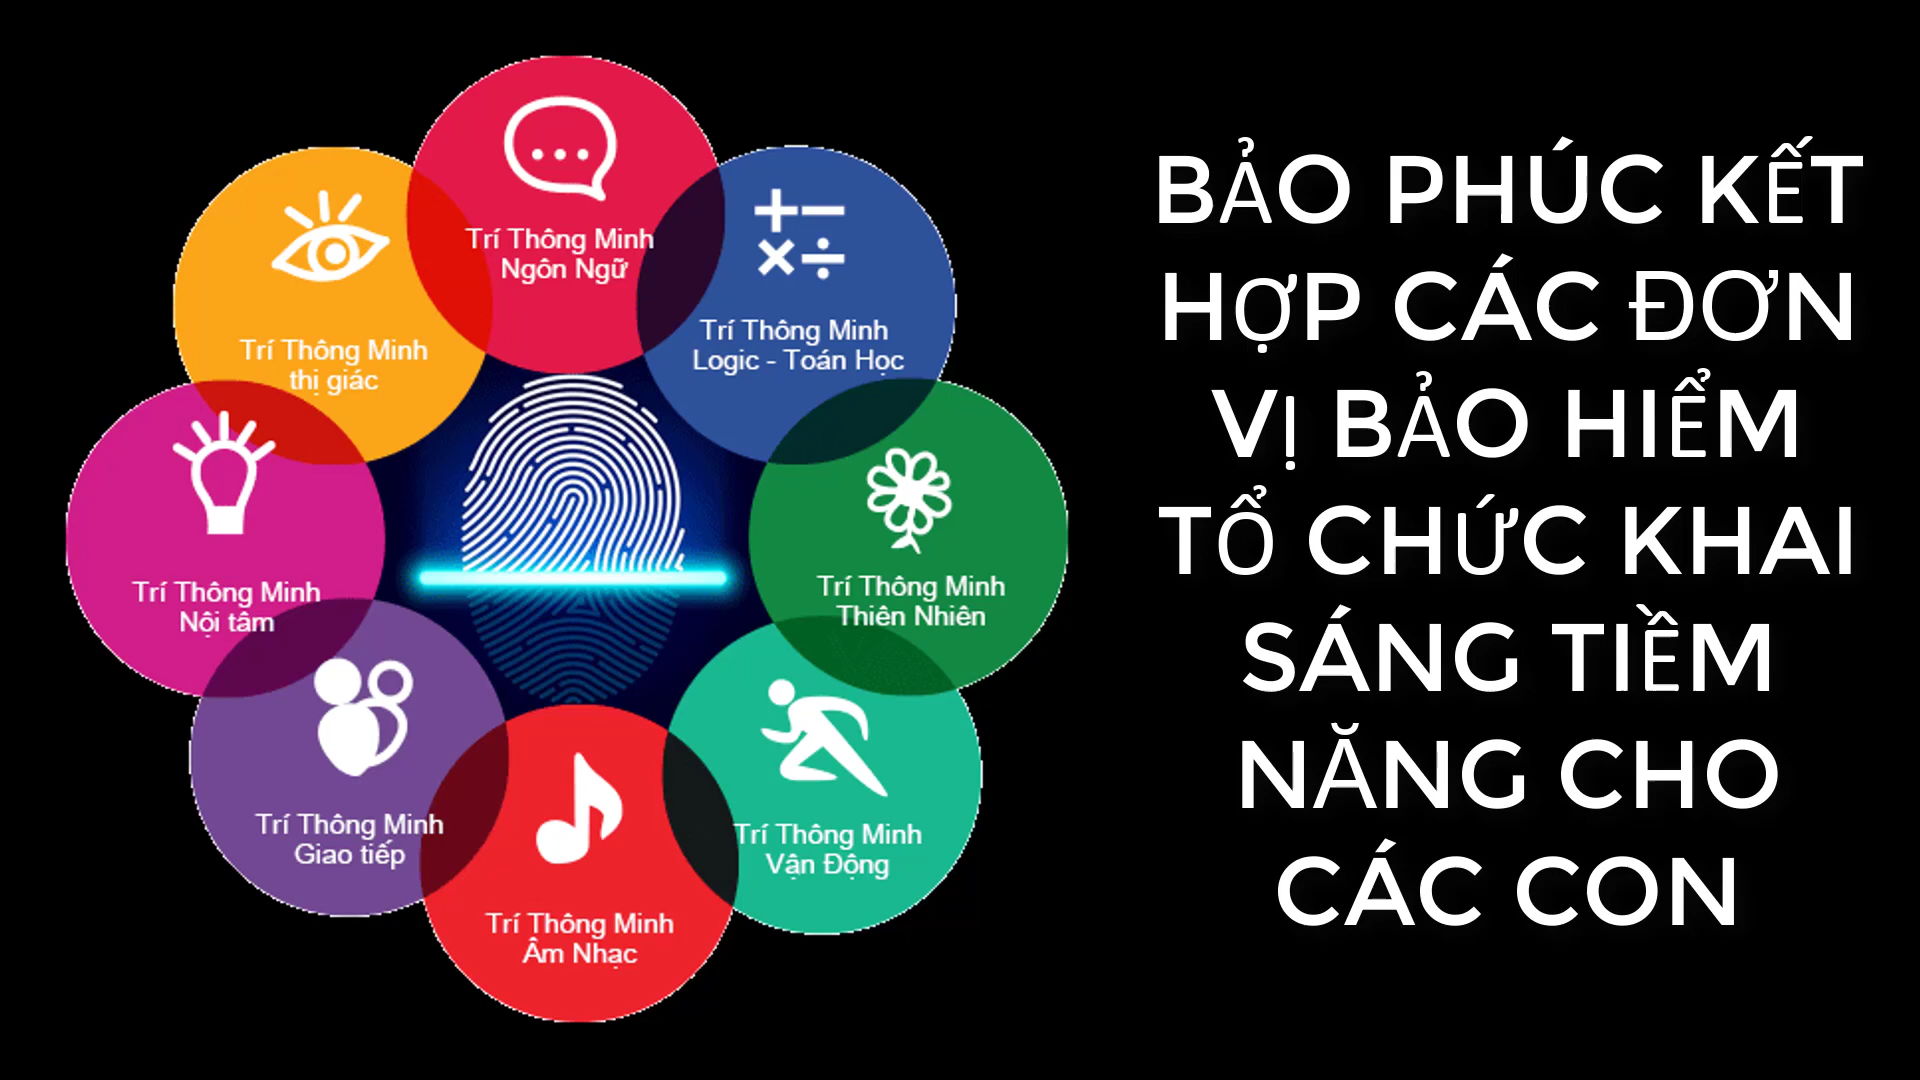 Trí Thông Minh
Ngôn Ngữ
Trí Thông Minh
Logic - Toán Học
Trí Thông Minh
Thiên Nhiên
Trí Thông Minh
Vận Động
Trí Thông Minh
Âm Nhạc
Trí Thông Minh
Giao tiếp
Trí Thông Minh
Nội tâm
Trí Thông Minh
thị giác
BẢO PHÚC KẾT
HỢP CÁC ĐƠN
VỊ BẢO HIỂM
TỔ CHỨC KHAI
SÁNG TIỀM
NĂNG CHO
CÁC CON